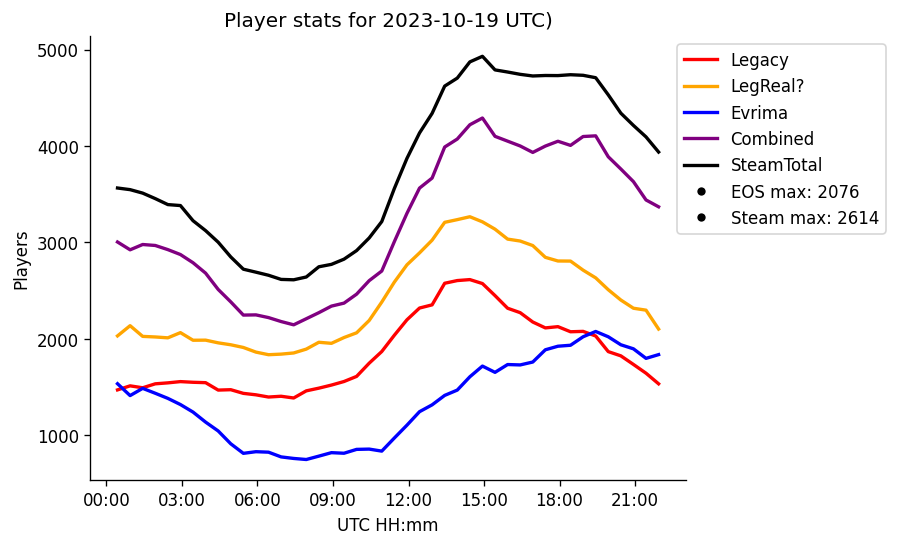 Player stats for 2023-10-19 UTC)
5000
4000
3000
2000
1000
Players
00:00 03:00 06:00 09:00 12:00 15:00 18:00 21:00
UTC HH:mm
Legacy
LegReal?
Evrima
Combined
SteamTotal
EOS max: 2076
Steam max: 2614